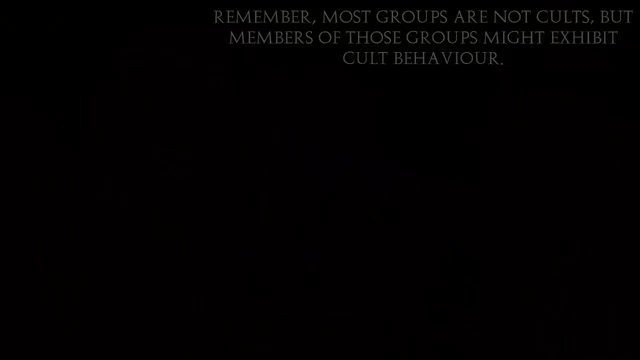 REMEMBER, MOST GROUPS ARE NOT CULTS, BUT
MEMBERS OF THOSE GROUPS MIGHT EXHIBIT
CULT BEHAVIOUR.